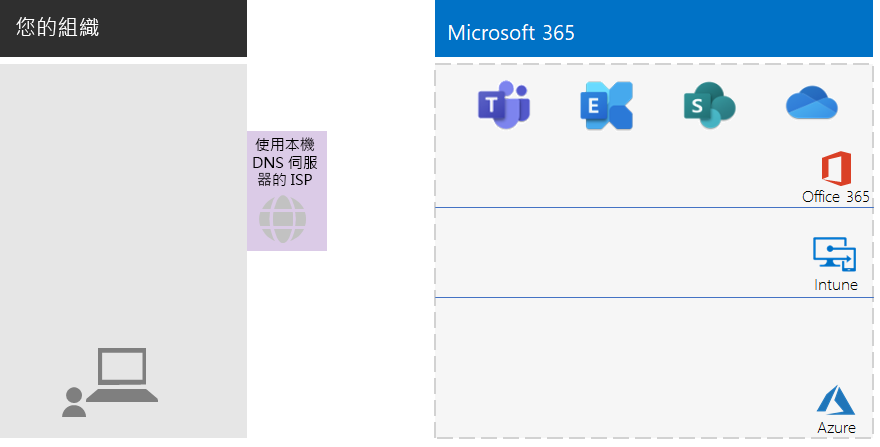 您的組織
Microsoft 365
使用本機
DNS 伺服
器的 ISP
T
E
S
Office 365
Intune
Azure